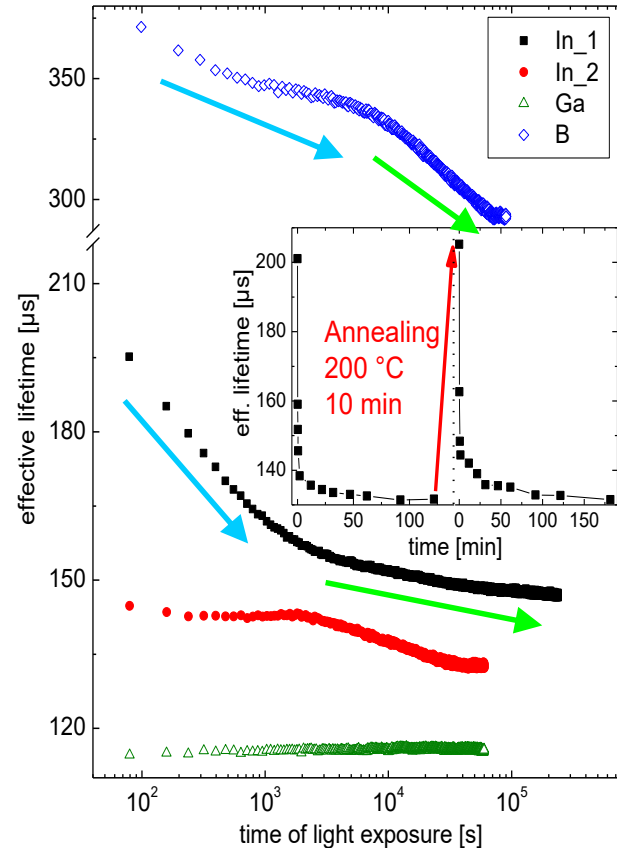 In_1
In_2
Ga
B
350
300
210
180
150
120
effective lifetime [µs]
10² 10³ 10⁴ 10⁵
time of light exposure [s]
200
180
160
140
eff. lifetime [µs]
Annealing
200 °C
10 min
0 50 100 0 50 100 150
time [min]